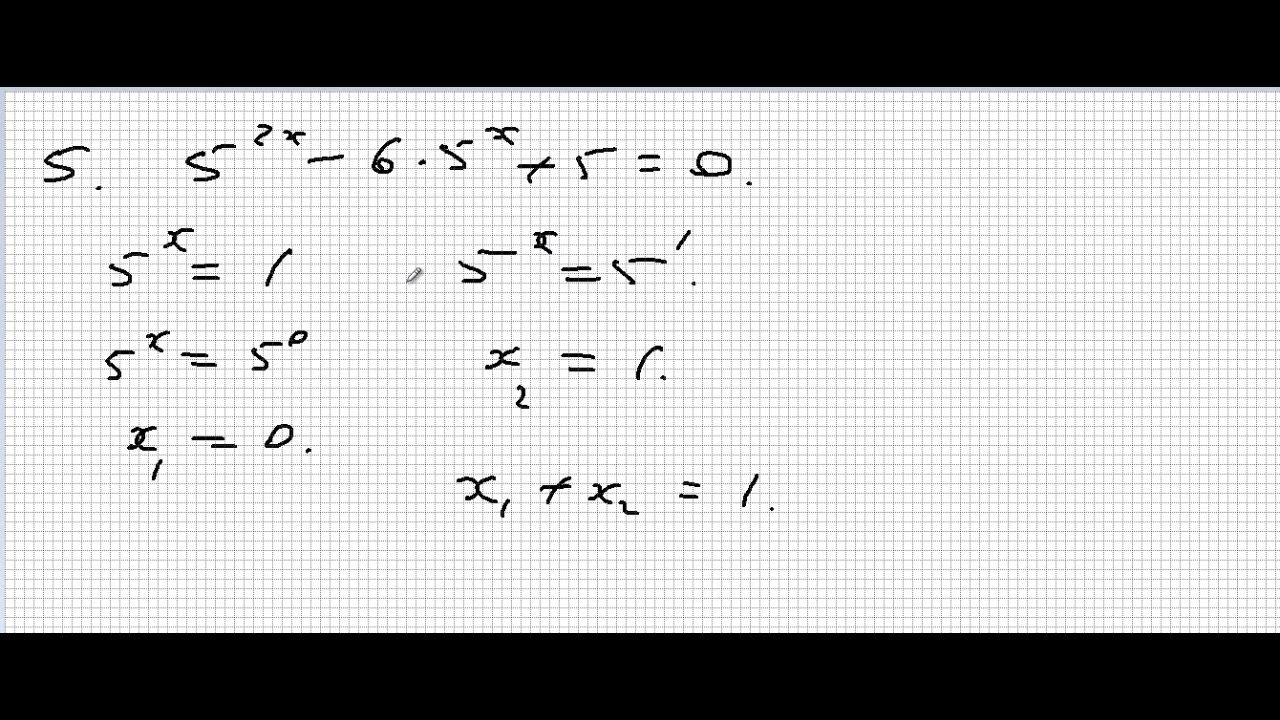 5. 5^{2x} - 6 · 5^x + 5 = 0.
5^x = 1 5^x = 5^1.
5^x = 5^0 x_2 = 1.
x_1 = 0.
x_1 + x_2 = 1.